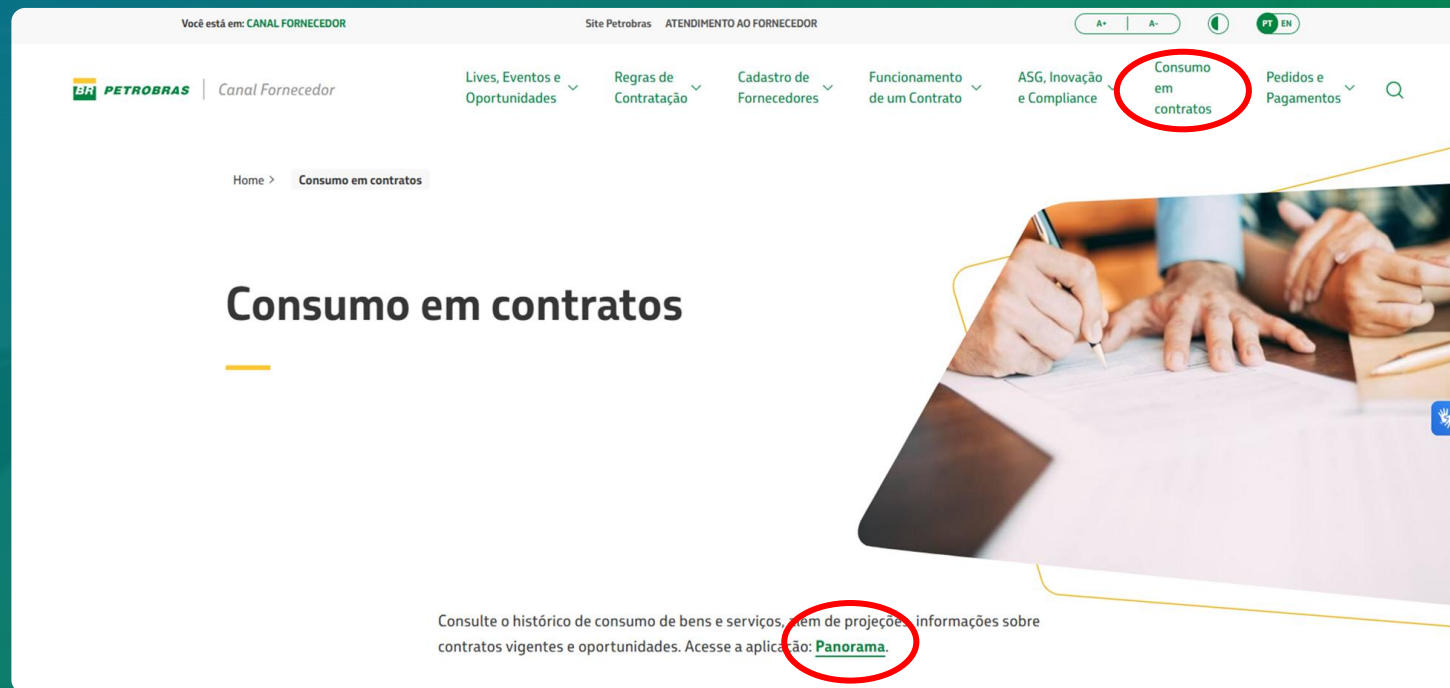 Você está em: CANAL FORNECEDOR
Site Petrobras ATENDIMENTO AO FORNECEDOR
A+ | A-
PT EN
BR PETROBRAS | Canal Fornecedor
Lives, Eventos e
Oportunidades
Regras de
Contratação
Cadastro de
Fornecedores
Funcionamento
de um Contrato
ASG, Inovação
e Compliance
Consumo
em
contratos
Pedidos e
Pagamentos
Home > Consumo em contratos
Consumo em contratos
Consulte o histórico de consumo de bens e serviços, além de projeções, informações sobre
contratos vigentes e oportunidades. Acesse a aplicação: Panorama.